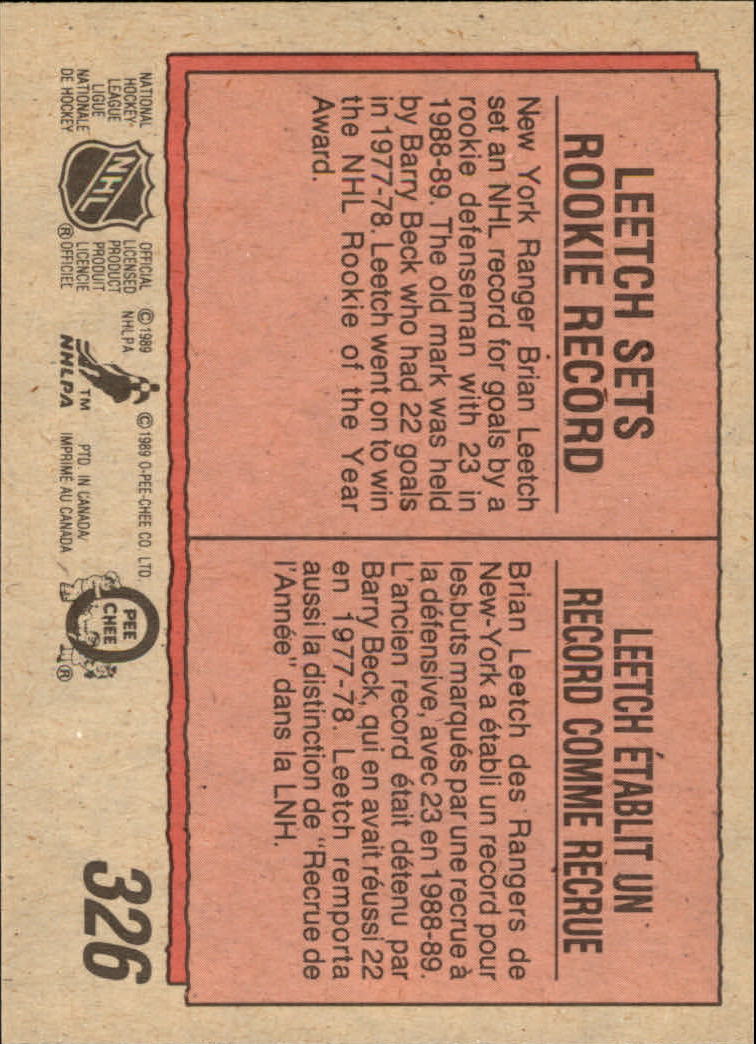 LEETCH SETS
ROOKIE RECORD
New York Ranger Brian Leetch
set an NHL record for goals by a
rookie defenseman with 23 in
1988-89. The old mark was held
by Barry Beck who had 22 goals
in 1977-78. Leetch went on to win
the NHL Rookie of the Year
Award.
LEETCH ÉTABLIT UN
RECORD COMME RECRUE
Brian Leetch des Rangers de
New-York a établi un record pour
les buts marqués par une recrue à
la défensive, avec 23 en 1988-89.
L'ancien record était détenu par
Barry Beck, qui en avait réussi 22
en 1977-78. Leetch remporta
aussi la distinction de "Recrue de
l'Année" dans la LNH.
NATIONAL
HOCKEY
LEAGUE
LIGUE
NATIONALE
DE HOCKEY
NHL
®
OFFICIAL
LICENSED
PRODUCT
PRODUIT
LICENCIE
OFFICIEL
© 1989
NHLPA
TM
NHLPA
© 1989 O-PEE-CHEE CO. LTD.
PTD. IN CANADA/
IMPRIMÉ AU CANADA
O
PEE
CHEE
®
326